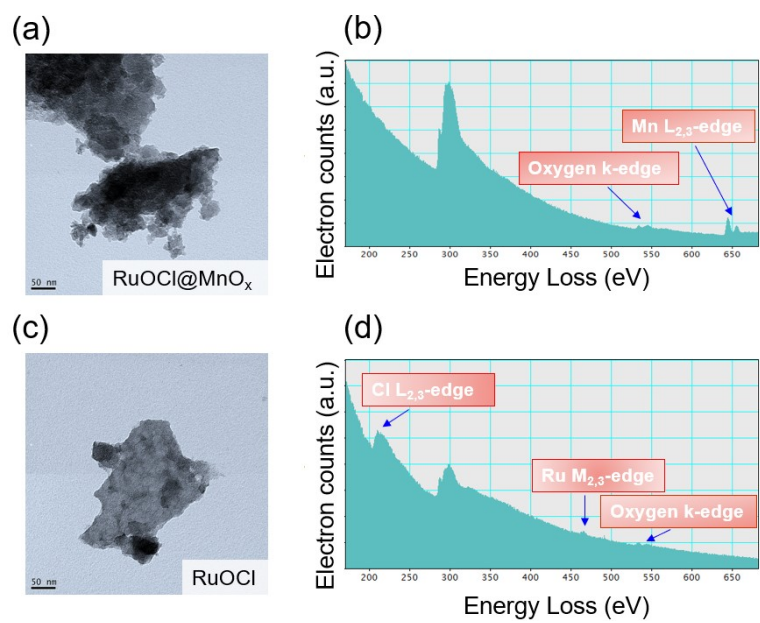 (a)
50 nm
RuOCl@MnOₓ
(b)
Electron counts (a.u.)
Mn L₂,₃-edge
Oxygen k-edge
200 250 300 350 400 450 500 550 600 650
Energy Loss (eV)
(c)
50 nm
RuOCl
(d)
Electron counts (a.u.)
Cl L₂,₃-edge
Ru M₂,₃-edge
Oxygen k-edge
200 250 300 350 400 450 500 550 600 650
Energy Loss (eV)